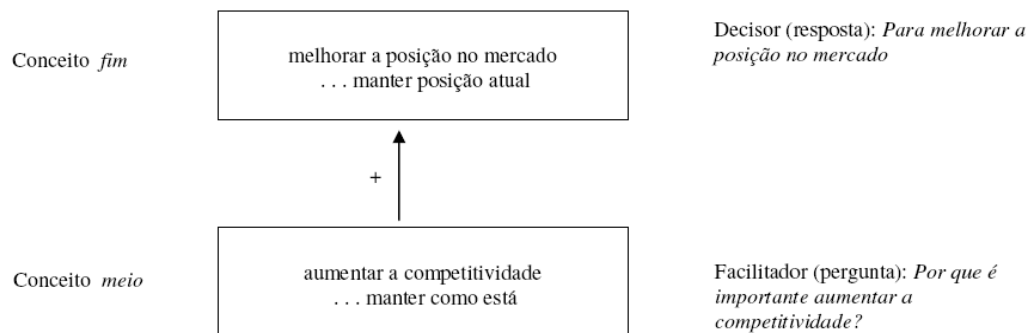 Conceito fim
melhorar a posição no mercado
. . . manter posição atual
Decisor (resposta): Para melhorar a
posição no mercado
+
Conceito meio
aumentar a competitividade
. . . manter como está
Facilitador (pergunta): Por que é
importante aumentar a
competitividade?